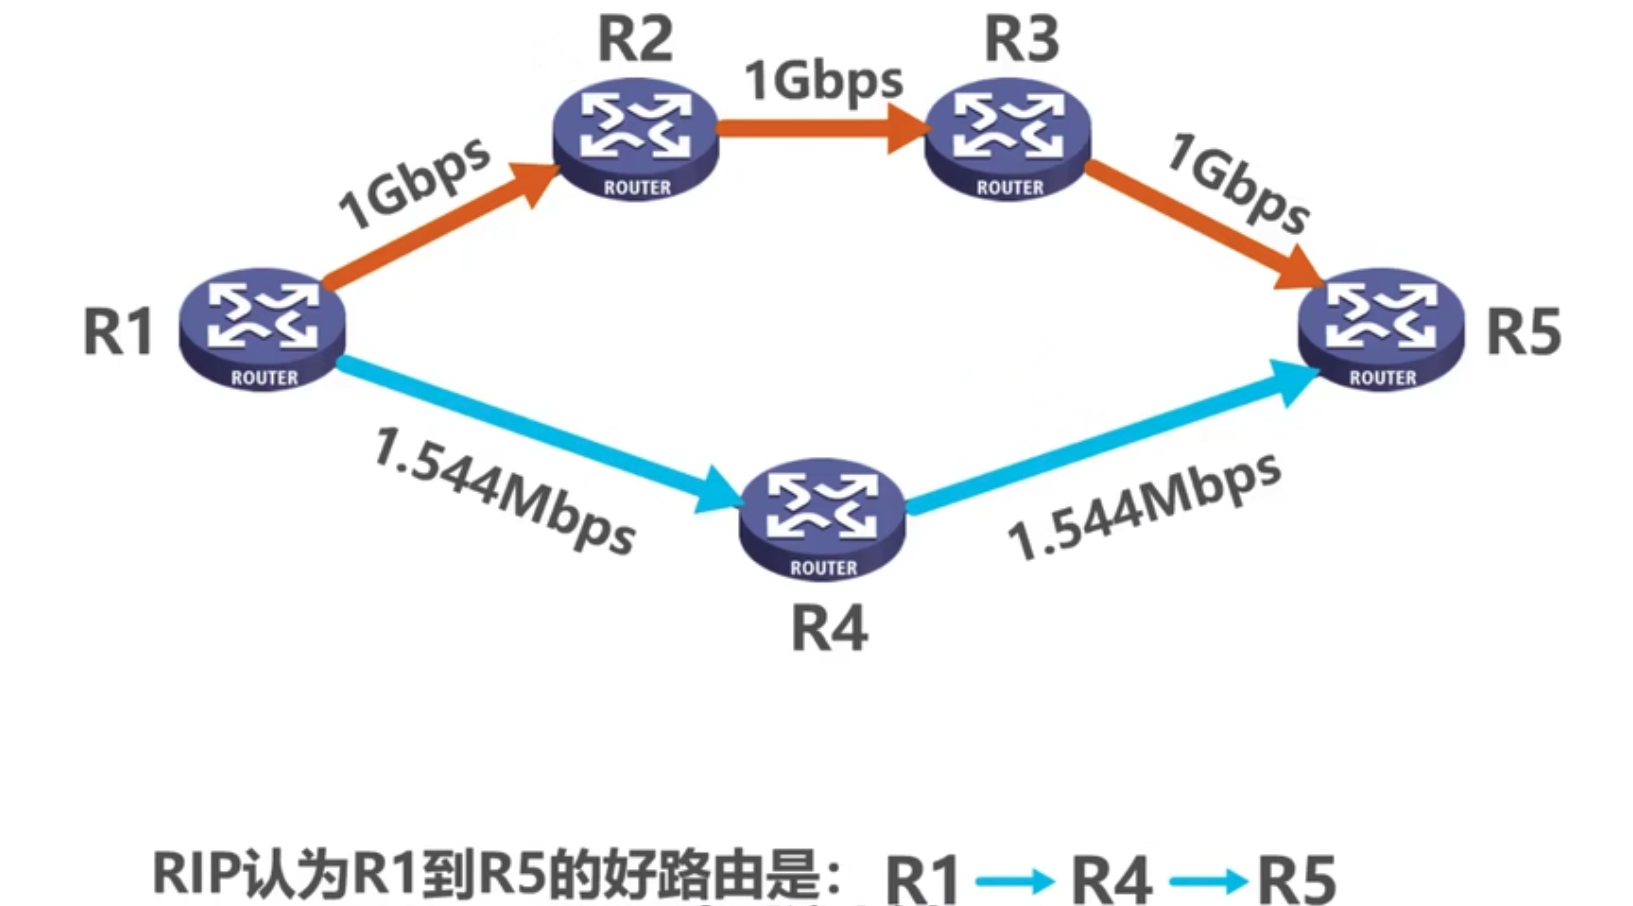 R2
R3
1Gbps
1Gbps
1Gbps
ROUTER
ROUTER
R1
R5
ROUTER
ROUTER
1.544Mbps
1.544Mbps
ROUTER
R4
RIP认为R1到R5的好路由是： R1 → R4 → R5